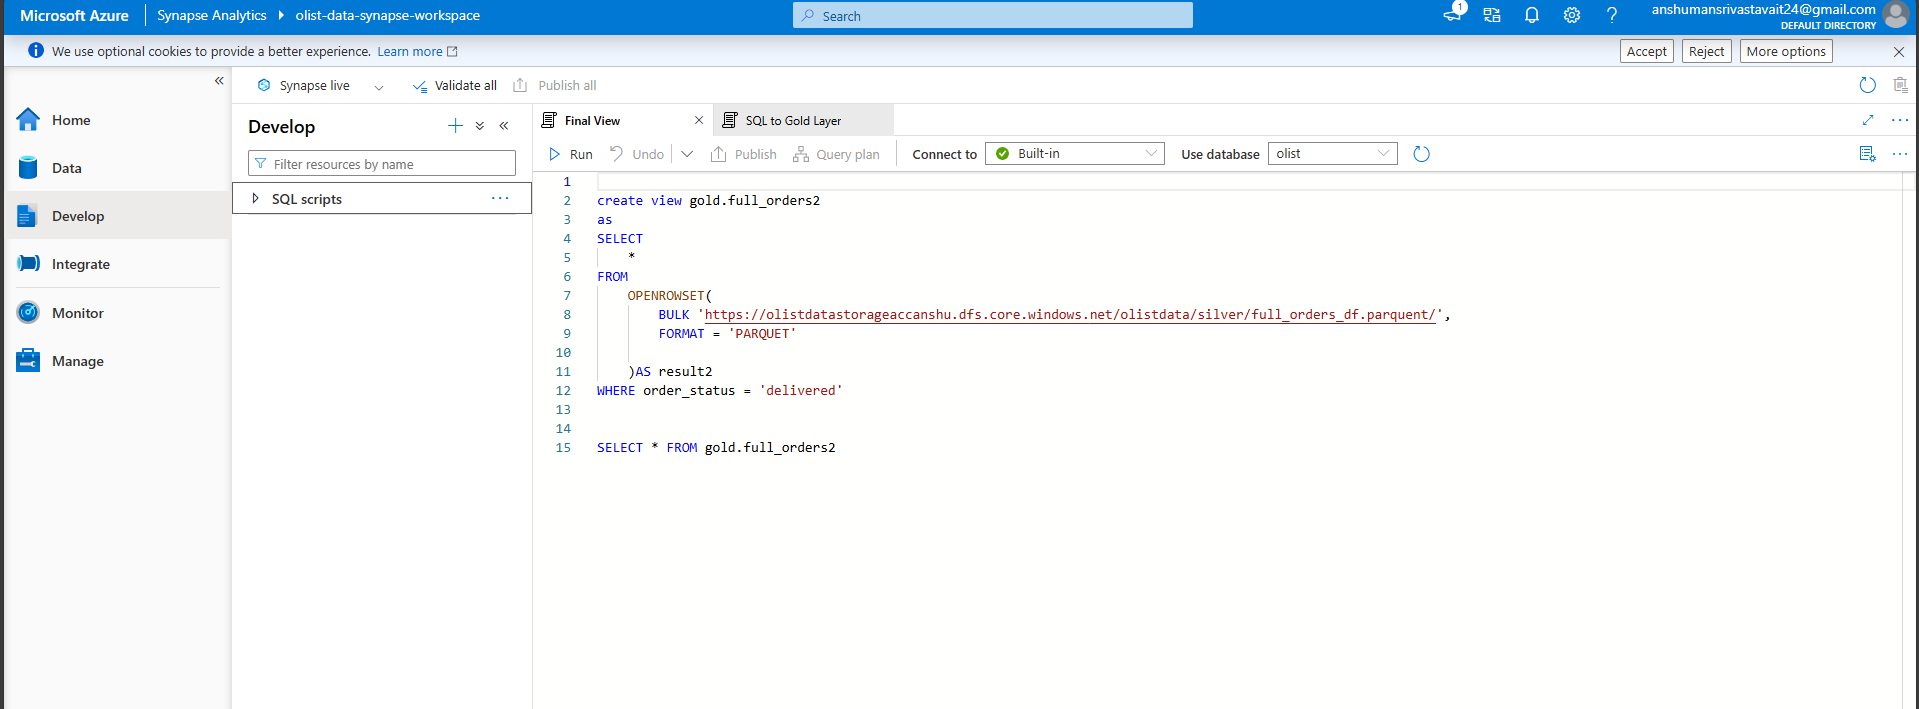 Microsoft Azure
Synapse Analytics
olist-data-synapse-workspace
Search
1
anshumansrivastavait24@gmail.com
DEFAULT DIRECTORY
We use optional cookies to provide a better experience. Learn more
Accept
Reject
More options
Synapse live
Validate all
Publish all
Home
Data
Develop
Integrate
Monitor
Manage
Develop
Filter resources by name
SQL scripts
Final View
SQL to Gold Layer
Run
Undo
Publish
Query plan
Connect to
Built-in
Use database
olist
1
2 create view gold.full_orders2
3 as
4 SELECT
5 *
6 FROM
7 OPENROWSET(
8 BULK 'https://olistdatastorageaccanshu.dfs.core.windows.net/olistdata/silver/full_orders_df.parquent/',
9 FORMAT = 'PARQUET'
10
11 )AS result2
12 WHERE order_status = 'delivered'
13
14
15 SELECT * FROM gold.full_orders2